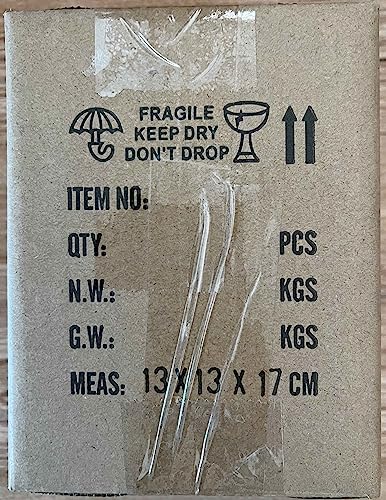 FRAGILE
KEEP DRY
DON'T DROP
ITEM NO:
QTY: PCS
N.W.: KGS
G.W.: KGS
MEAS: 13 X 13 X 17 CM